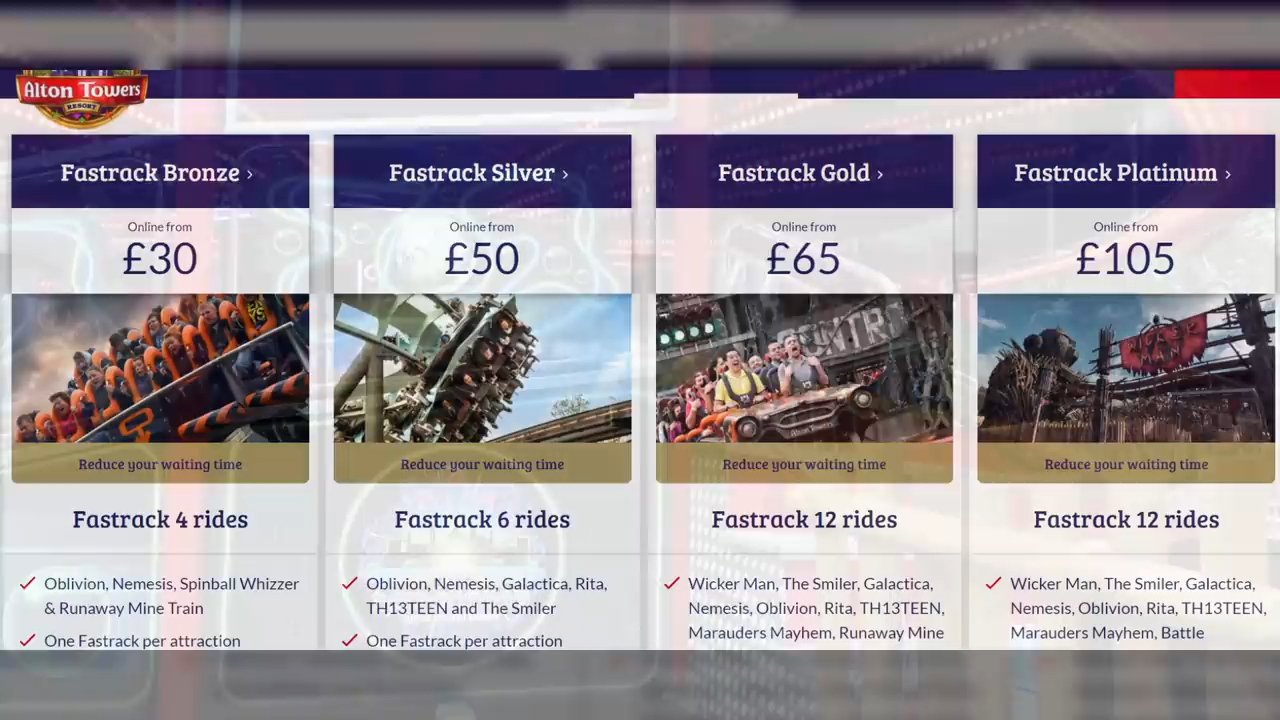 Alton Towers
RESORT
Fastrack Bronze ›
Online from
£30
Reduce your waiting time
Fastrack 4 rides
Oblivion, Nemesis, Spinball Whizzer
& Runaway Mine Train
One Fastrack per attraction
Fastrack Silver ›
Online from
£50
Reduce your waiting time
Fastrack 6 rides
Oblivion, Nemesis, Galactica, Rita,
TH13TEEN and The Smiler
One Fastrack per attraction
Fastrack Gold ›
Online from
£65
CONTR
Alton Towers
Reduce your waiting time
Fastrack 12 rides
Wicker Man, The Smiler, Galactica,
Nemesis, Oblivion, Rita, TH13TEEN,
Marauders Mayhem, Runaway Mine
Fastrack Platinum ›
Online from
£105
Reduce your waiting time
Fastrack 12 rides
Wicker Man, The Smiler, Galactica,
Nemesis, Oblivion, Rita, TH13TEEN,
Marauders Mayhem, Battle